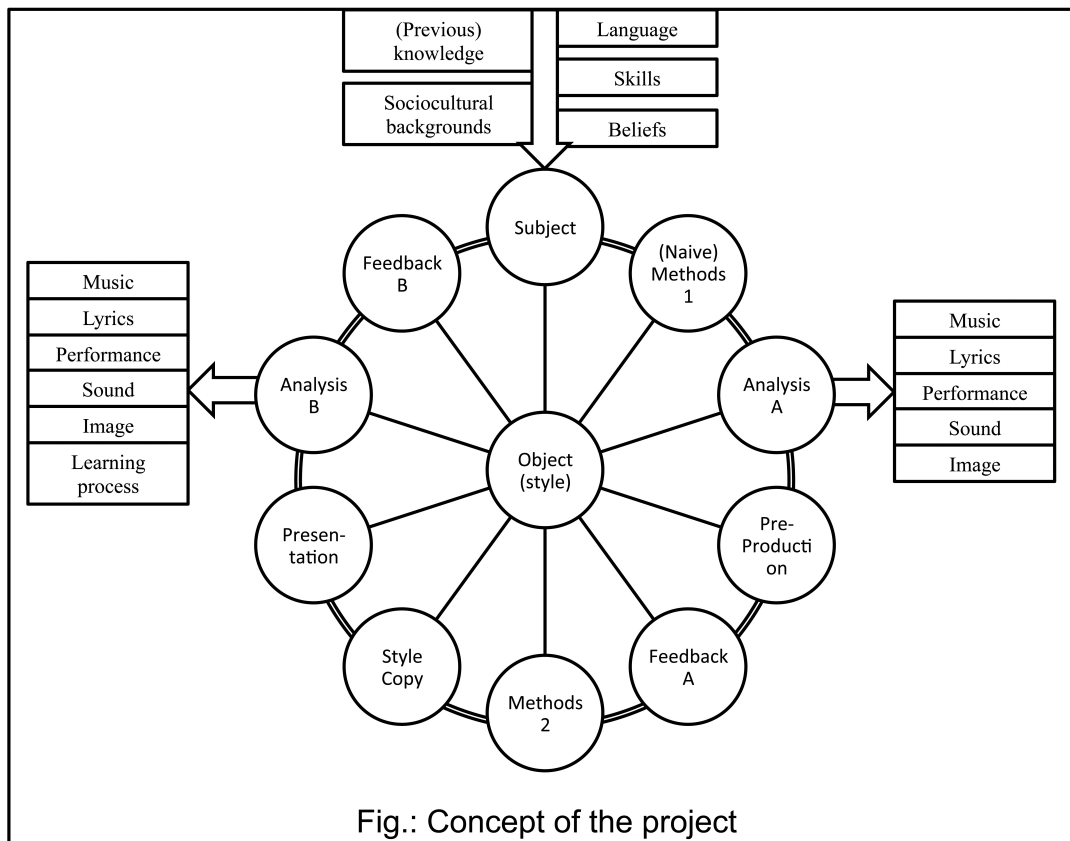 (Previous)
knowledge
Sociocultural
backgrounds
Language
Skills
Beliefs
Subject
(Naive)
Methods
1
Analysis
A
Pre-
Producti
on
Feedback
A
Methods
2
Style
Copy
Presen-
tation
Analysis
B
Feedback
B
Object
(style)
Music
Lyrics
Performance
Sound
Image
Learning
process
Music
Lyrics
Performance
Sound
Image
Fig.: Concept of the project